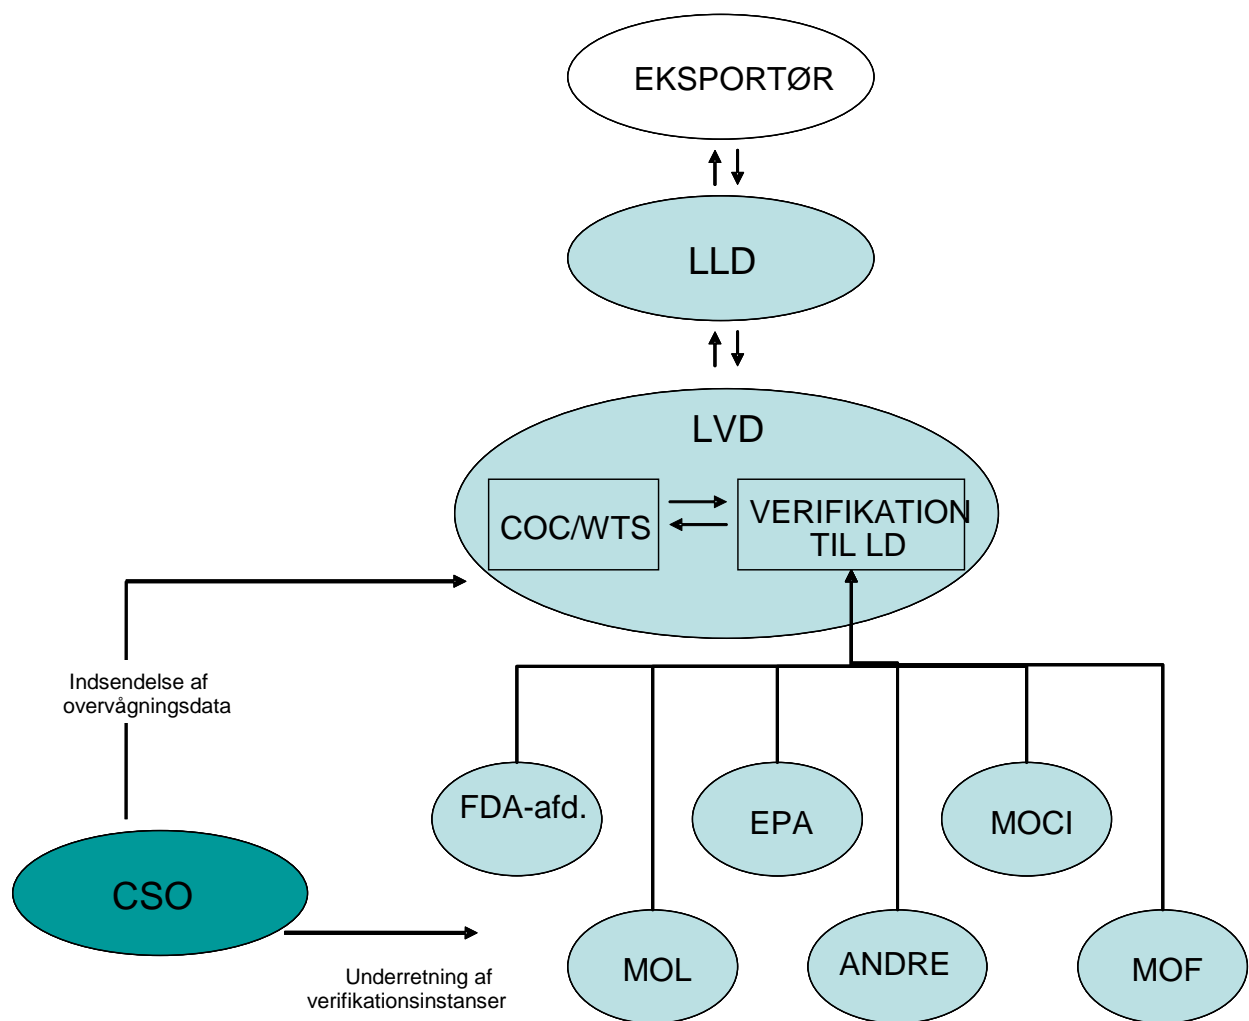 EKSPORTØR
LLD
LVD
COC/WTS
VERIFIKATION
TIL LD
Indsendelse af
overvågningsdata
FDA-afd.
EPA
MOCI
CSO
MOL
ANDRE
MOF
Underretning af
verifikationsinstanser